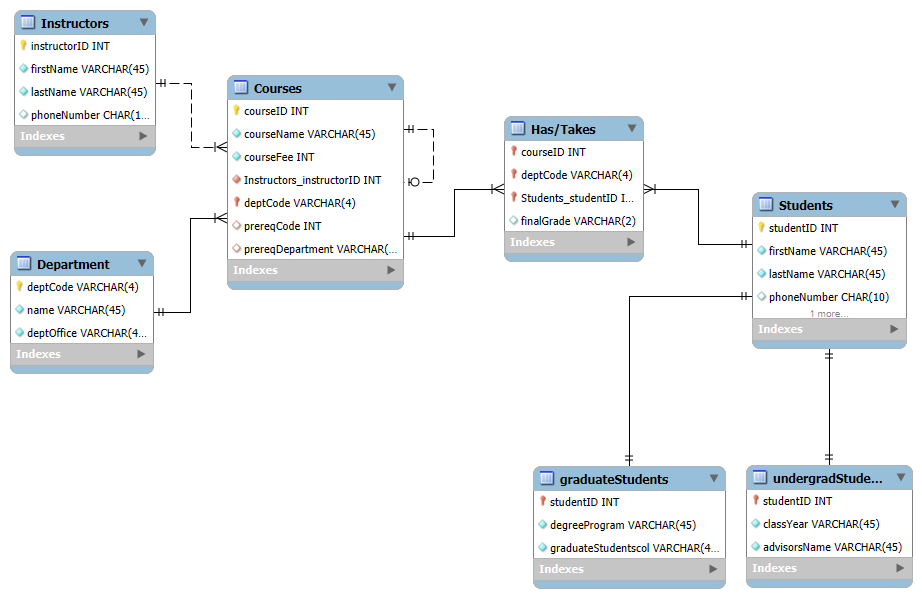 Instructors
instructorID INT
firstName VARCHAR(45)
lastName VARCHAR(45)
phoneNumber CHAR(1...
Indexes
Courses
courseID INT
courseName VARCHAR(45)
courseFee INT
Instructors_instructorID INT
deptCode VARCHAR(4)
prereqCode INT
prereqDepartment VARCHAR(...
Indexes
Has/Takes
courseID INT
deptCode VARCHAR(4)
Students_studentID I...
finalGrade VARCHAR(2)
Indexes
Students
studentID INT
firstName VARCHAR(45)
lastName VARCHAR(45)
phoneNumber CHAR(10)
1 more...
Indexes
Department
deptCode VARCHAR(4)
name VARCHAR(45)
deptOffice VARCHAR(4...
Indexes
graduateStudents
studentID INT
degreeProgram VARCHAR(45)
graduateStudentscol VARCHAR(4...
Indexes
undergradStude...
studentID INT
classYear VARCHAR(45)
advisorsName VARCHAR(45)
Indexes